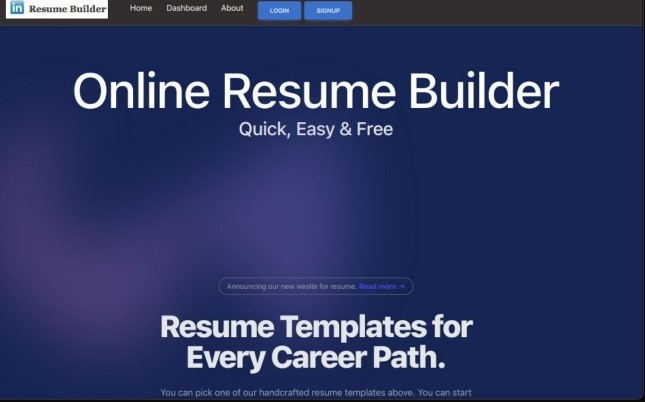 in Resume Builder
Home Dashboard About LOGIN SIGNUP
Online Resume Builder
Quick, Easy & Free
Announcing our new wesite for resume. Read more →
Resume Templates for
Every Career Path.
You can pick one of our handcrafted resume templates above. You can start